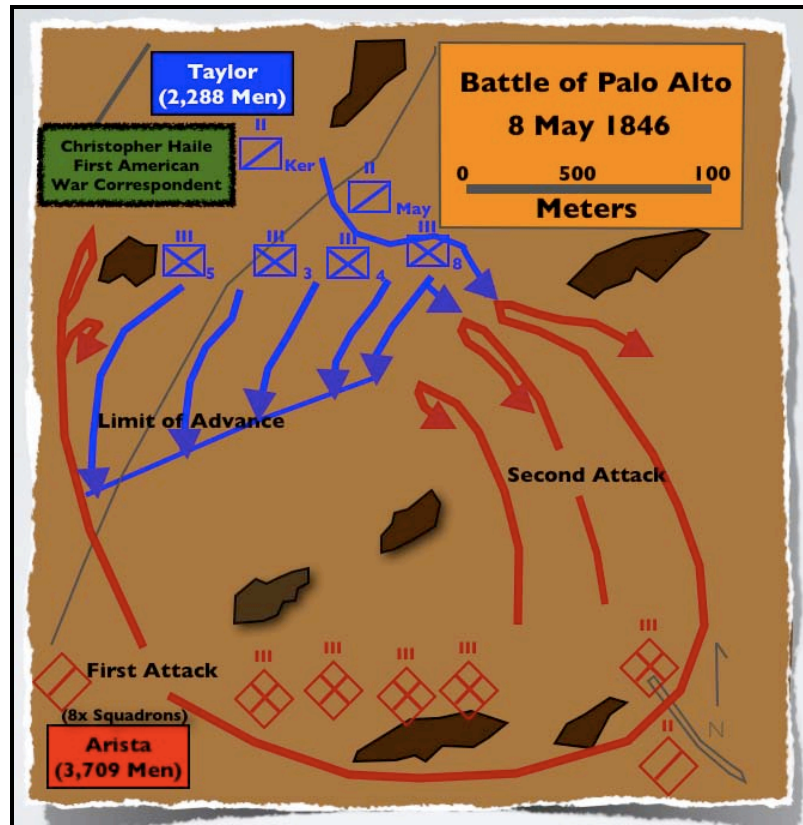 Taylor
(2,288 Men)
Battle of Palo Alto
8 May 1846
0 500 100
Meters
Christopher Haile
First American
War Correspondent
II
Ker
II
May
III
5
III
3
III
4
III
8
Limit of Advance
Second Attack
First Attack
III
III
III
III
III
(8x Squadrons)
Arista
(3,709 Men)
II
N